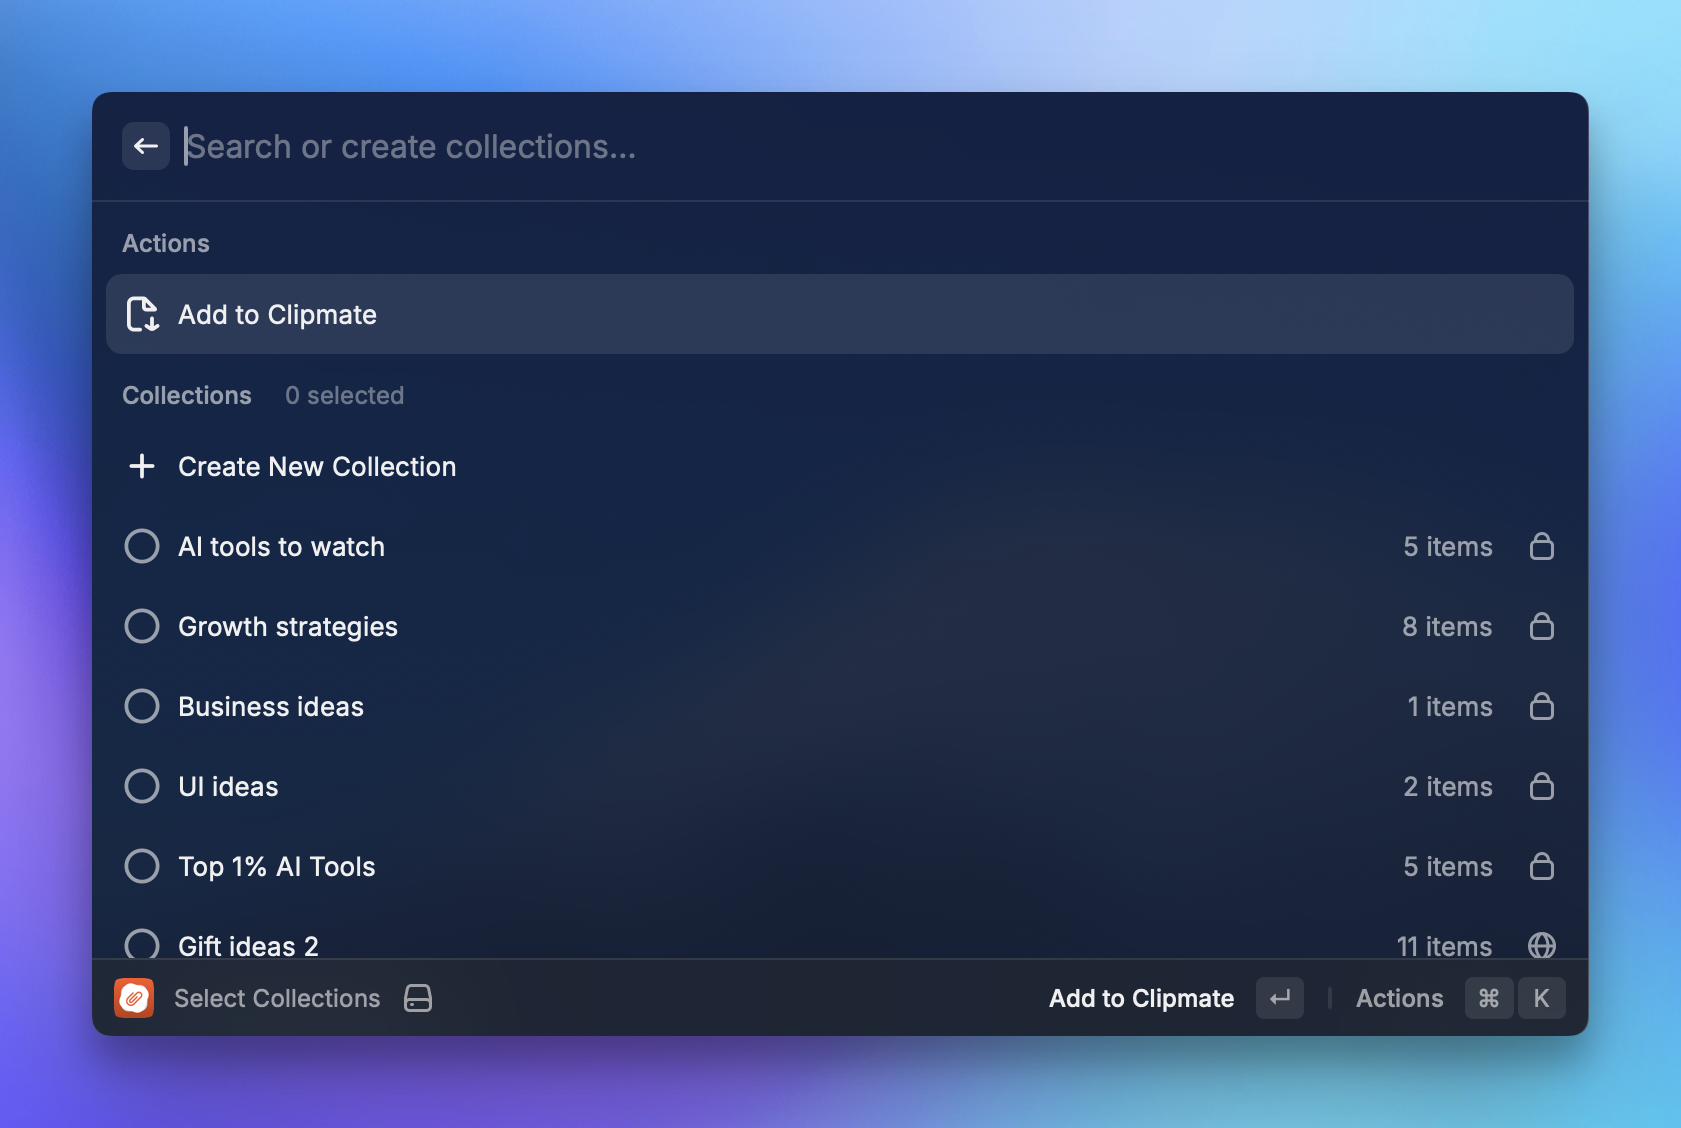 Search or create collections...
Actions
Add to Clipmate
Collections 0 selected
Create New Collection
AI tools to watch 5 items
Growth strategies 8 items
Business ideas 1 items
UI ideas 2 items
Top 1% AI Tools 5 items
Gift ideas 2 11 items
Select Collections Add to Clipmate Actions ⌘ K